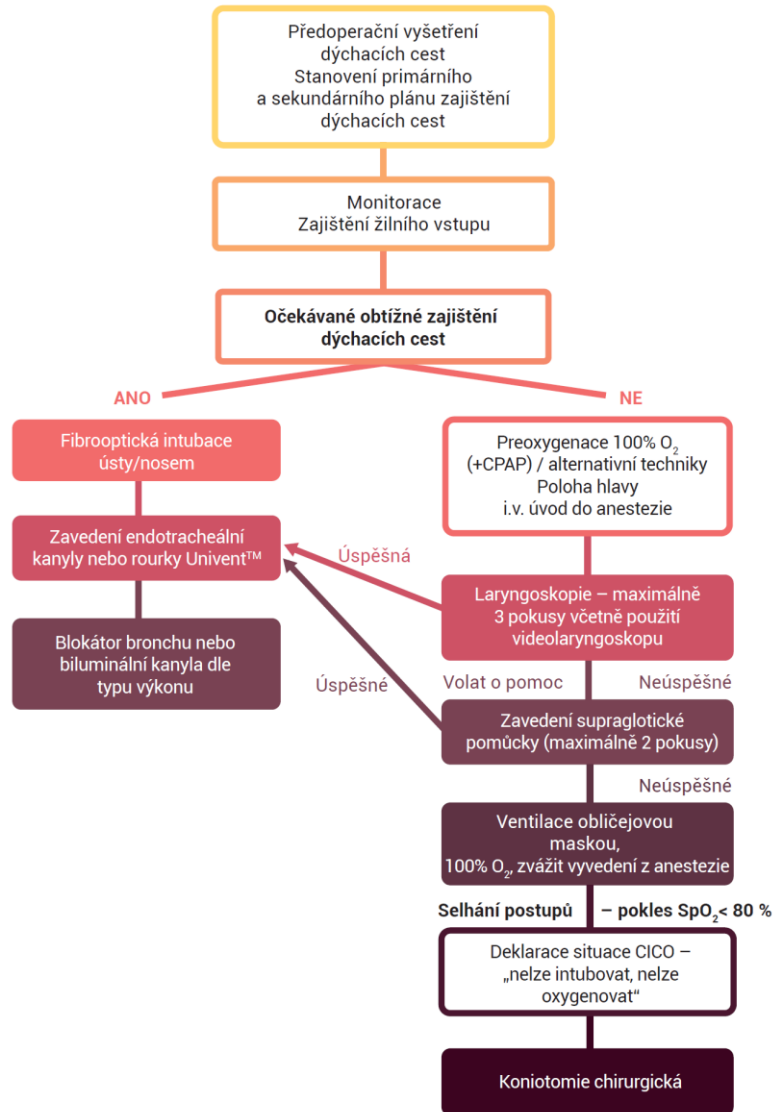 Předoperační vyšetření
dýchacích cest
Stanovení primárního
a sekundárního plánu zajištění
dýchacích cest
Monitorace
Zajištění žilního vstupu
Očekávané obtížné zajištění
dýchacích cest
ANO
NE
Fibrooptická intubace
ústy/nosem
Preoxygenace 100% O₂
(+CPAP) / alternativní techniky
Poloha hlavy
i.v. úvod do anestezie
Zavedení endotracheální
kanyly nebo rourky Univent™
Úspěšná
Laryngoskopie – maximálně
3 pokusy včetně použití
videolaryngoskopu
Blokátor bronchu nebo
biluminální kanyla dle
typu výkonu
Úspěšné
Volat o pomoc
Neúspěšné
Zavedení supraglotické
pomůcky (maximálně 2 pokusy)
Neúspěšné
Ventilace obličejovou
maskou,
100% O₂, zvážit vyvedení z anestezie
Selhání postupů – pokles SpO₂< 80 %
Deklarace situace CICO –
„nelze intubovat, nelze
oxygenovat“
Koniotomie chirurgická